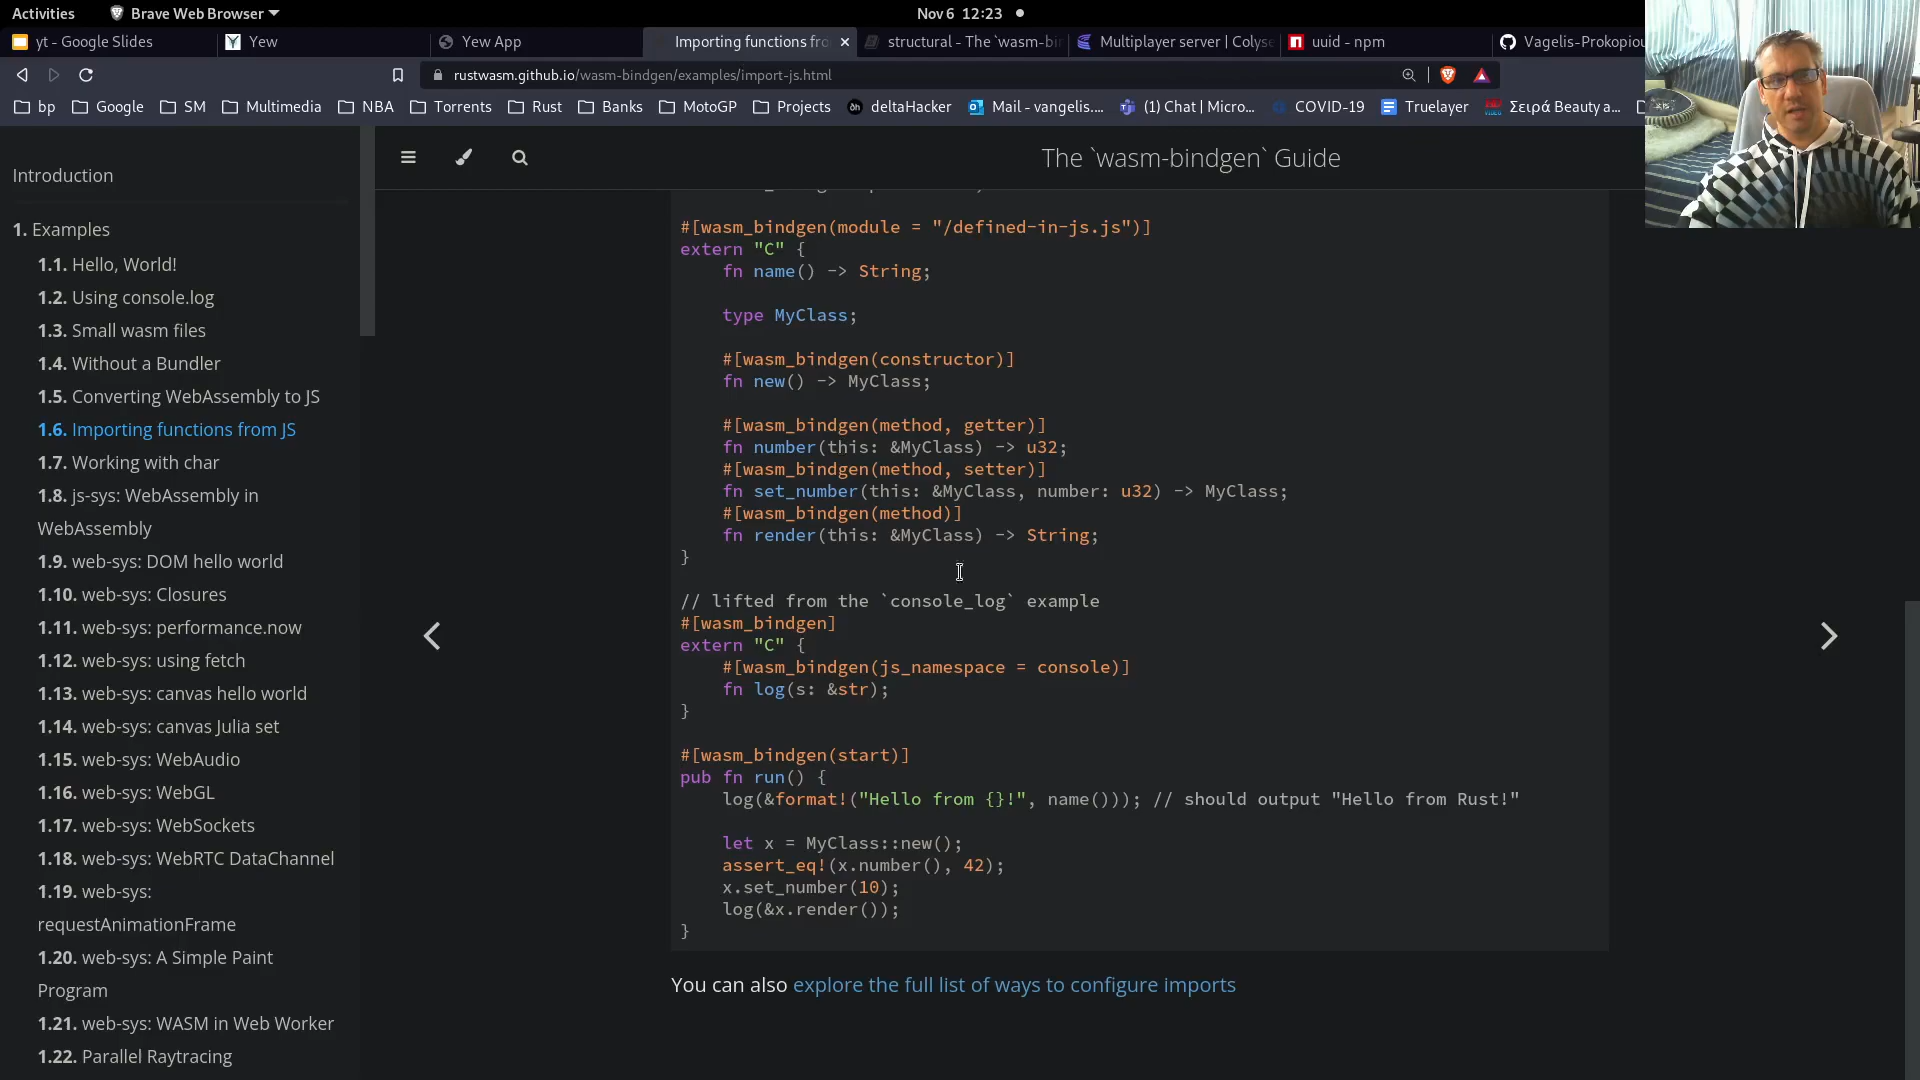 Activities
Brave Web Browser
Nov 6 12:23
yt - Google Slides
Yew
Yew App
Importing functions fro
structural - The `wasm-bin
Multiplayer server | Colyse
uuid - npm
Vagelis-Prokopiou
rustwasm.github.io/wasm-bindgen/examples/import-js.html
bp
Google
SM
Multimedia
NBA
Torrents
Rust
Banks
MotoGP
Projects
deltaHacker
Mail - vangelis....
(1) Chat | Micro...
COVID-19
Truelayer
Σειρά Beauty a...
The `wasm-bindgen` Guide
Introduction
1. Examples
1.1. Hello, World!
1.2. Using console.log
1.3. Small wasm files
1.4. Without a Bundler
1.5. Converting WebAssembly to JS
1.6. Importing functions from JS
1.7. Working with char
1.8. js-sys: WebAssembly in
WebAssembly
1.9. web-sys: DOM hello world
1.10. web-sys: Closures
1.11. web-sys: performance.now
1.12. web-sys: using fetch
1.13. web-sys: canvas hello world
1.14. web-sys: canvas Julia set
1.15. web-sys: WebAudio
1.16. web-sys: WebGL
1.17. web-sys: WebSockets
1.18. web-sys: WebRTC DataChannel
1.19. web-sys:
requestAnimationFrame
1.20. web-sys: A Simple Paint
Program
1.21. web-sys: WASM in Web Worker
1.22. Parallel Raytracing
#[wasm_bindgen(module = "/defined-in-js.js")]
extern "C" {
fn name() -> String;
type MyClass;
#[wasm_bindgen(constructor)]
fn new() -> MyClass;
#[wasm_bindgen(method, getter)]
fn number(this: &MyClass) -> u32;
#[wasm_bindgen(method, setter)]
fn set_number(this: &MyClass, number: u32) -> MyClass;
#[wasm_bindgen(method)]
fn render(this: &MyClass) -> String;
}
// lifted from the `console_log` example
#[wasm_bindgen]
extern "C" {
#[wasm_bindgen(js_namespace = console)]
fn log(s: &str);
}
#[wasm_bindgen(start)]
pub fn run() {
log(&format!("Hello from {}!", name())); // should output "Hello from Rust!"
let x = MyClass::new();
assert_eq!(x.number(), 42);
x.set_number(10);
log(&x.render());
}
You can also explore the full list of ways to configure imports